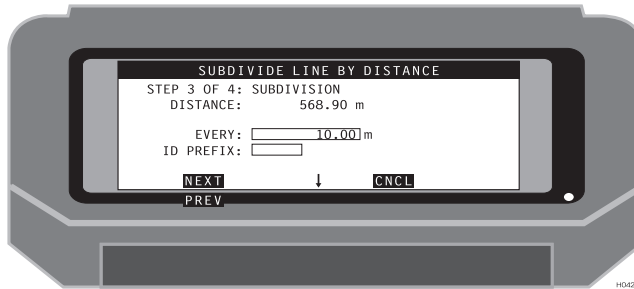 SUBDIVIDE LINE BY DISTANCE
STEP 3 OF 4: SUBDIVISION
DISTANCE: 568.90 m
EVERY: 10.00 m
ID PREFIX:
NEXT ↓ CNCL
PREV
H042